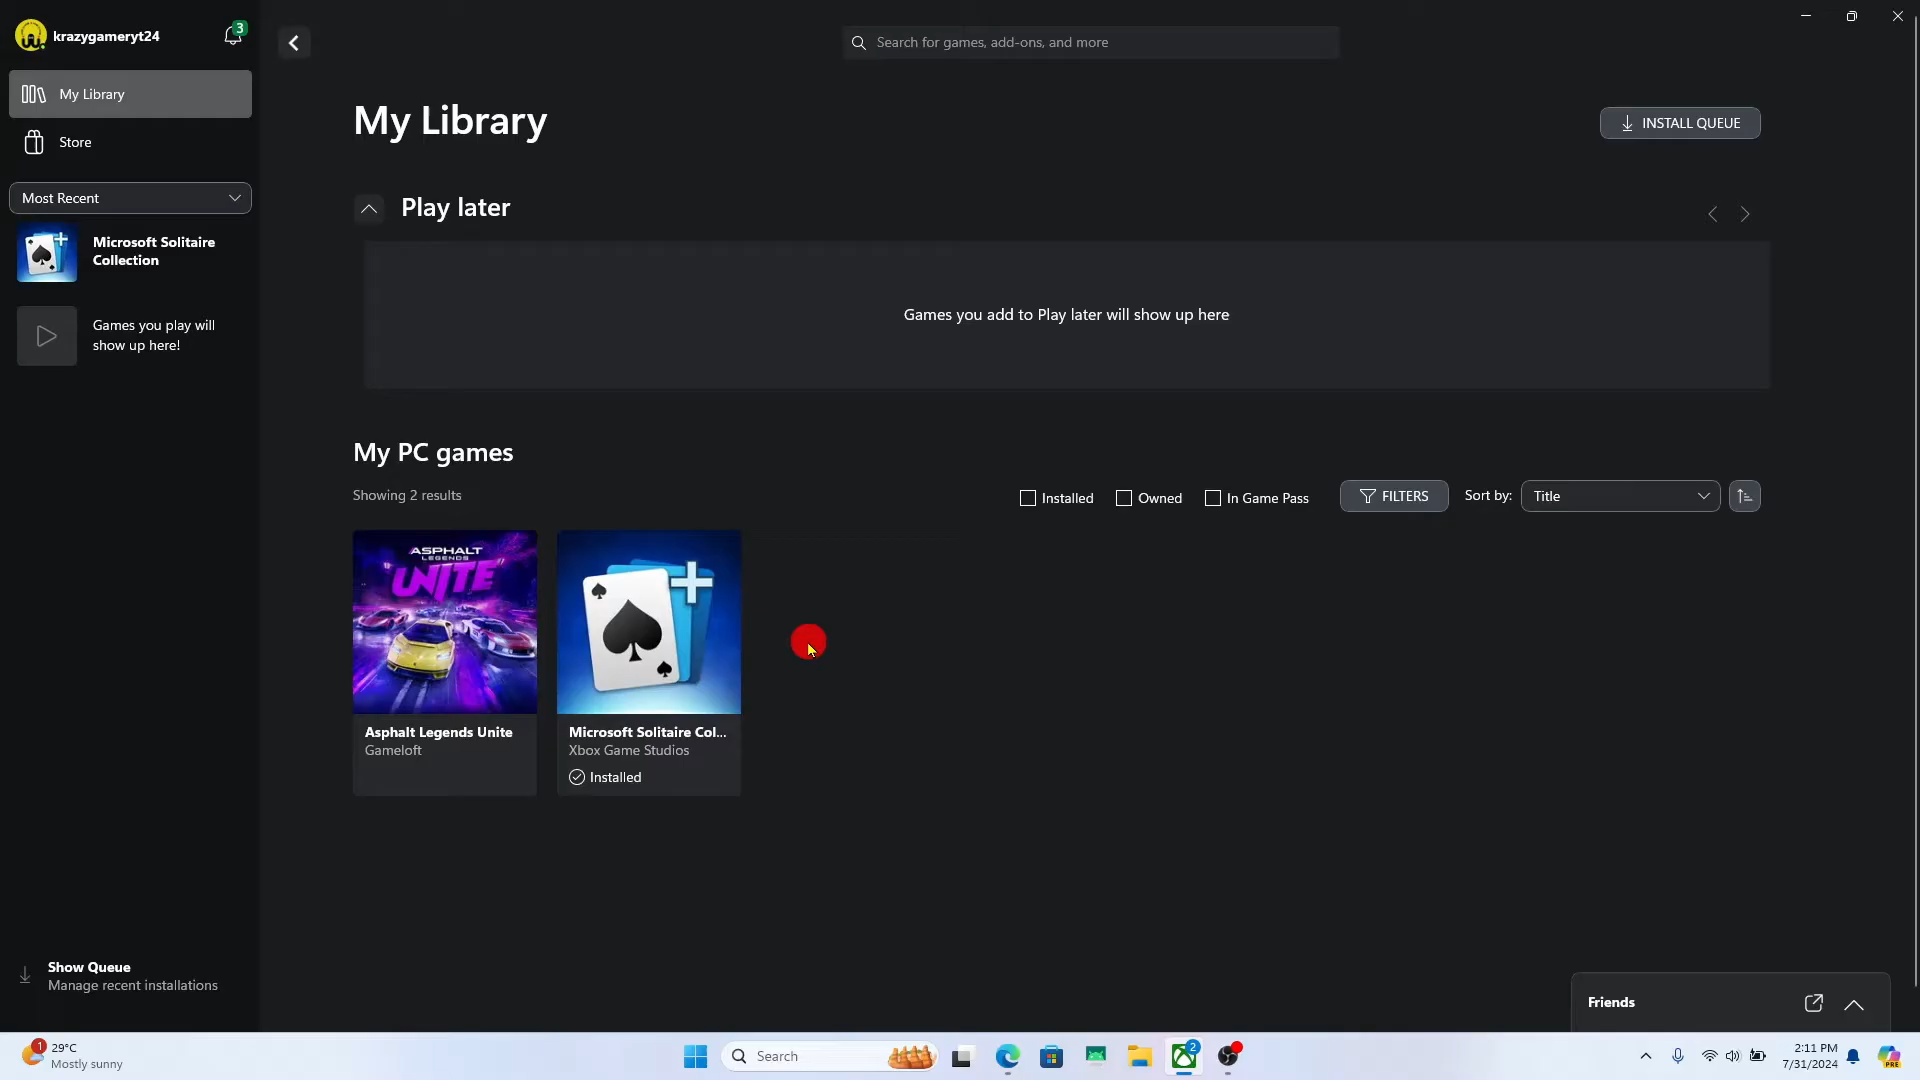 krazygameryt24
3
Search for games, add-ons, and more
My Library
Store
Most Recent
Microsoft Solitaire
Collection
Games you play will
show up here!
My Library
INSTALL QUEUE
Play later
Games you add to Play later will show up here
My PC games
Showing 2 results
Installed
Owned
In Game Pass
FILTERS
Sort by:
Title
ASPHALT
LEGENDS
UNITE
Asphalt Legends Unite
Gameloft
Microsoft Solitaire Col...
Xbox Game Studios
Installed
Show Queue
Manage recent installations
Friends
1
29°C
Mostly sunny
Search
2
2:11 PM
7/31/2024
PRE